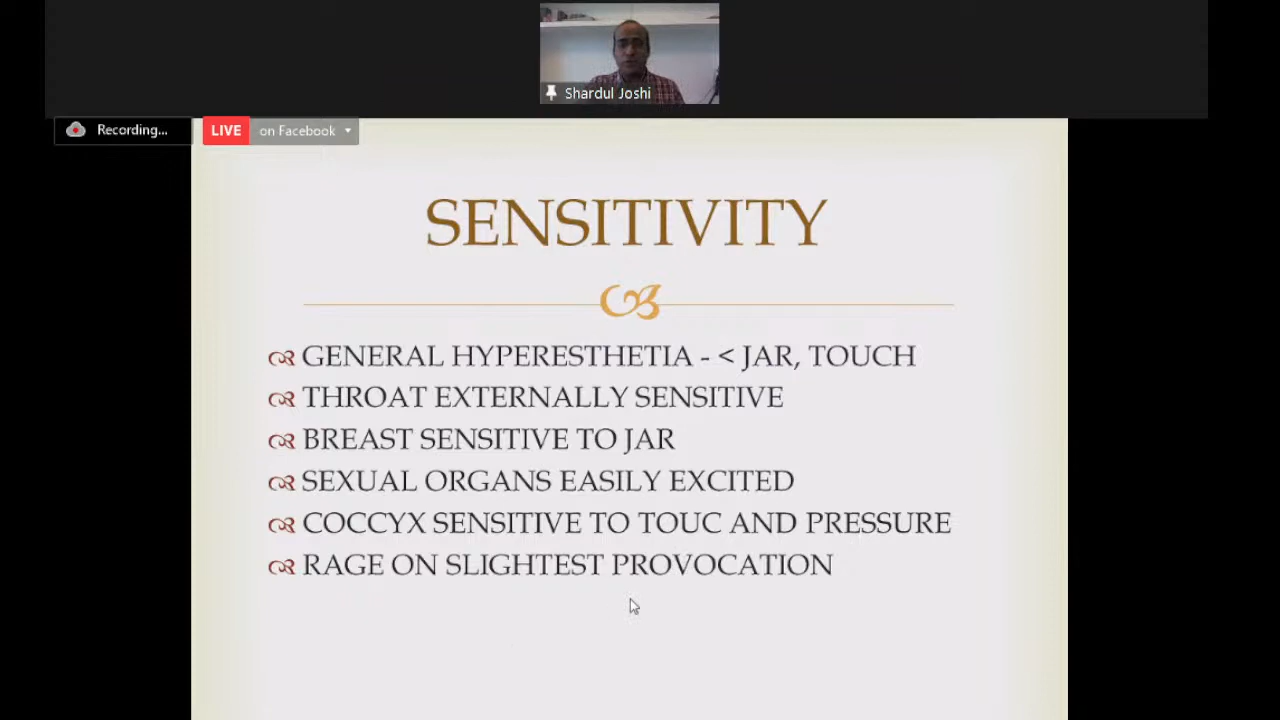 Shardul Joshi
Recording...
LIVE on Facebook
SENSITIVITY
GENERAL HYPERESTHETIA - < JAR, TOUCH
THROAT EXTERNALLY SENSITIVE
BREAST SENSITIVE TO JAR
SEXUAL ORGANS EASILY EXCITED
COCCYX SENSITIVE TO TOUC AND PRESSURE
RAGE ON SLIGHTEST PROVOCATION